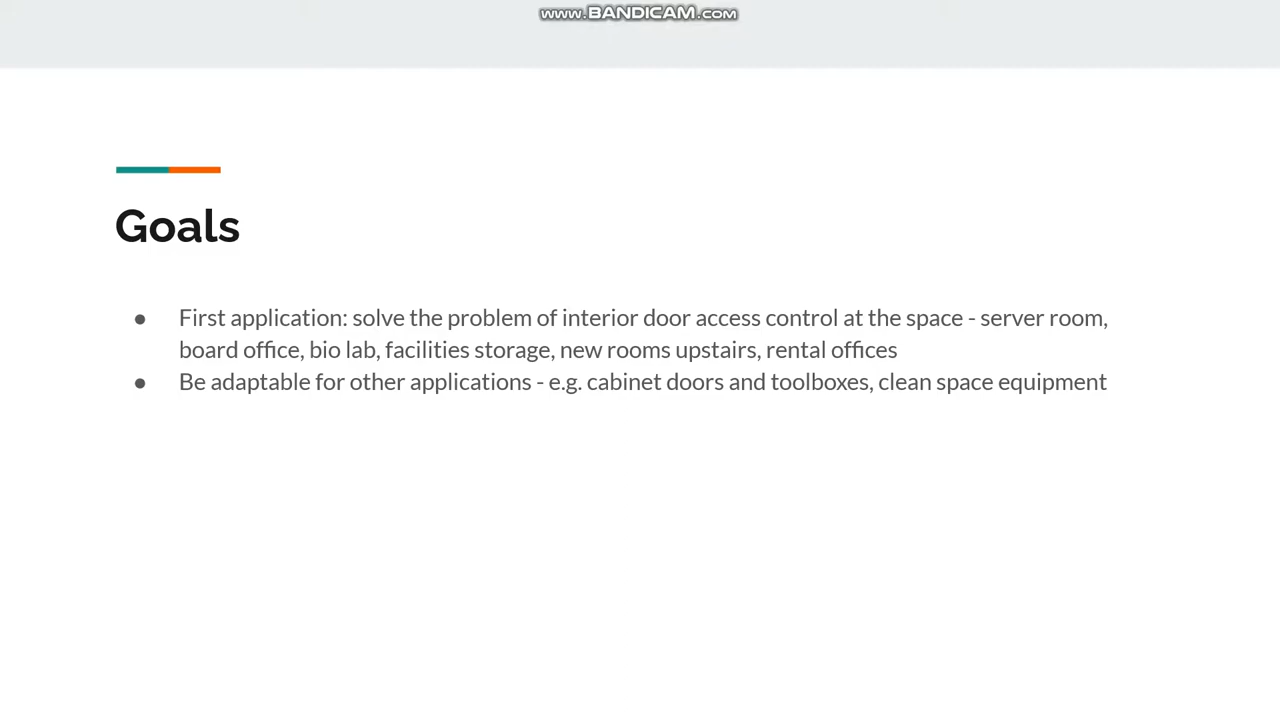 www.BANDICAM.com
Goals
● First application: solve the problem of interior door access control at the space - server room,
board office, bio lab, facilities storage, new rooms upstairs, rental offices
● Be adaptable for other applications - e.g. cabinet doors and toolboxes, clean space equipment